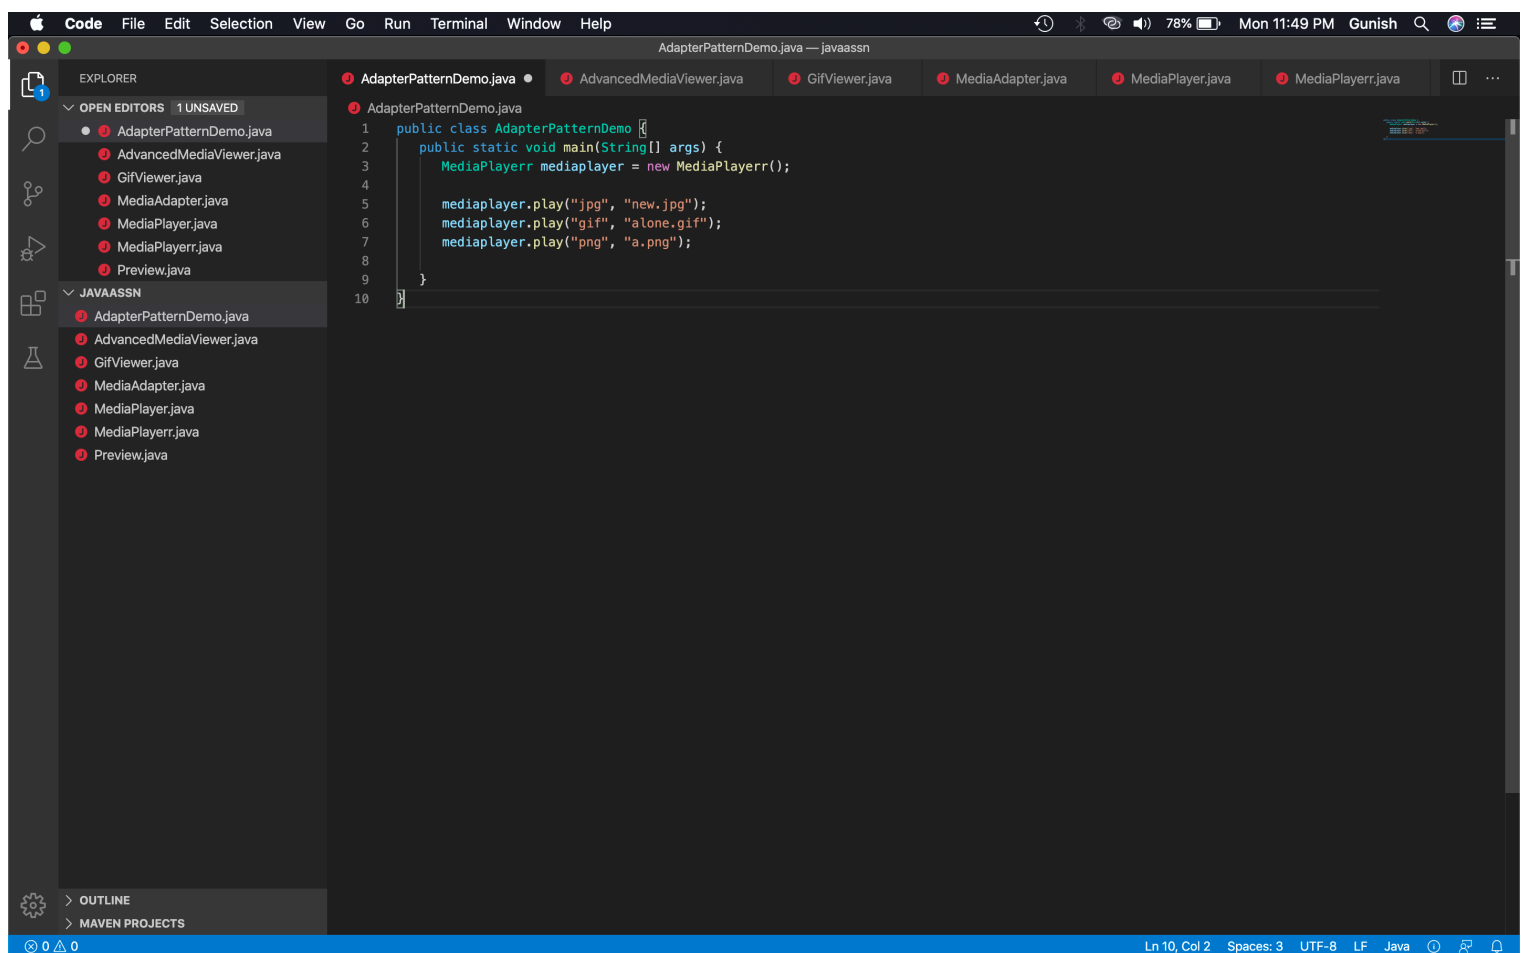 Code File Edit Selection View Go Run Terminal Window Help 78% Mon 11:49 PM Gunish
AdapterPatternDemo.java — javaassn
EXPLORER
AdapterPatternDemo.java AdvancedMediaViewer.java GifViewer.java MediaAdapter.java MediaPlayer.java MediaPlayerr.java
1
OPEN EDITORS 1 UNSAVED
AdapterPatternDemo.java
AdvancedMediaViewer.java
GifViewer.java
MediaAdapter.java
MediaPlayer.java
MediaPlayerr.java
Preview.java
JAVAASSN
AdapterPatternDemo.java
AdvancedMediaViewer.java
GifViewer.java
MediaAdapter.java
MediaPlayer.java
MediaPlayerr.java
Preview.java
OUTLINE
MAVEN PROJECTS
AdapterPatternDemo.java
1 public class AdapterPatternDemo {
2 public static void main(String[] args) {
3 MediaPlayerr mediaplayer = new MediaPlayerr();
4
5 mediaplayer.play("jpg", "new.jpg");
6 mediaplayer.play("gif", "alone.gif");
7 mediaplayer.play("png", "a.png");
8
9 }
10 }
0 0 Ln 10, Col 2 Spaces: 3 UTF-8 LF Java